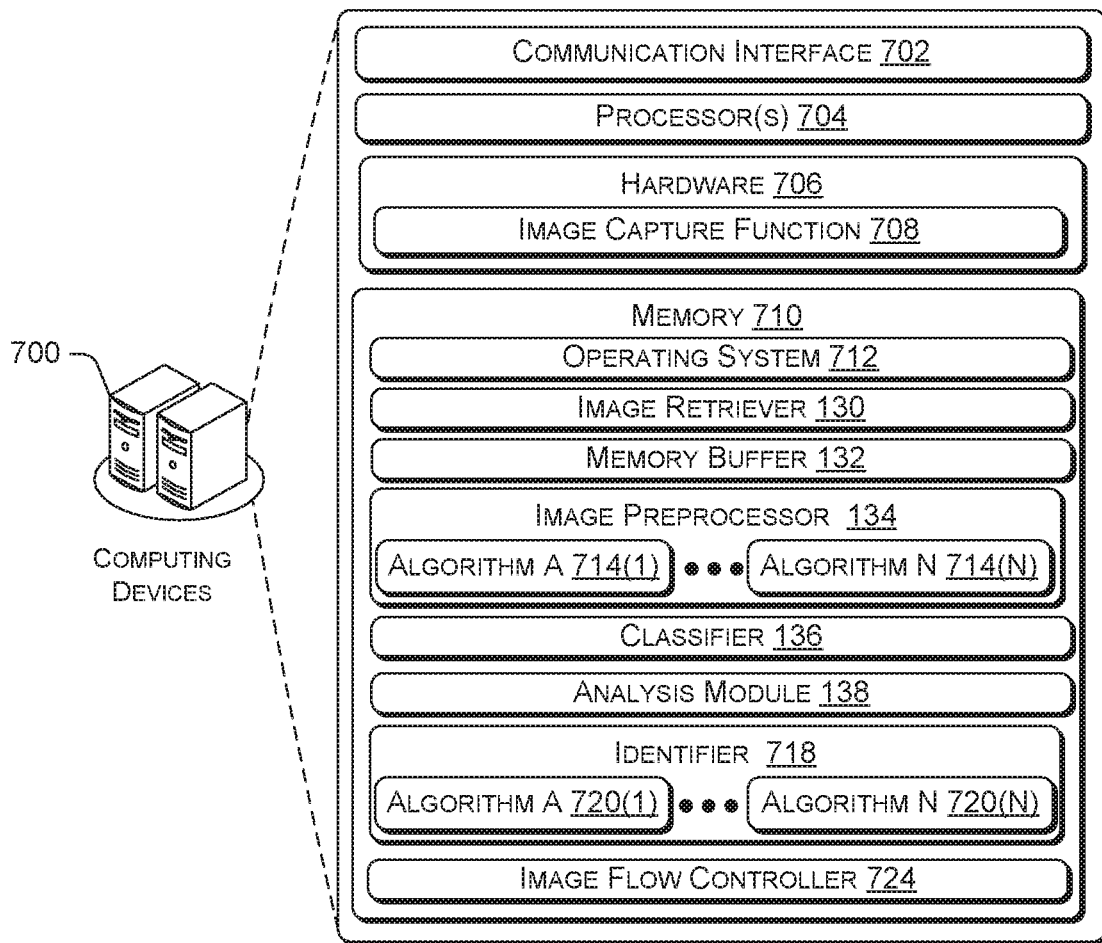 COMMUNICATION INTERFACE 702
PROCESSOR(S) 704
HARDWARE 706
IMAGE CAPTURE FUNCTION 708
MEMORY 710
OPERATING SYSTEM 712
IMAGE RETRIEVER 130
MEMORY BUFFER 132
IMAGE PREPROCESSOR 134
ALGORITHM A 714(1) ●●● ALGORITHM N 714(N)
CLASSIFIER 136
ANALYSIS MODULE 138
IDENTIFIER 718
ALGORITHM A 720(1) ●●● ALGORITHM N 720(N)
IMAGE FLOW CONTROLLER 724
700
COMPUTING
DEVICES